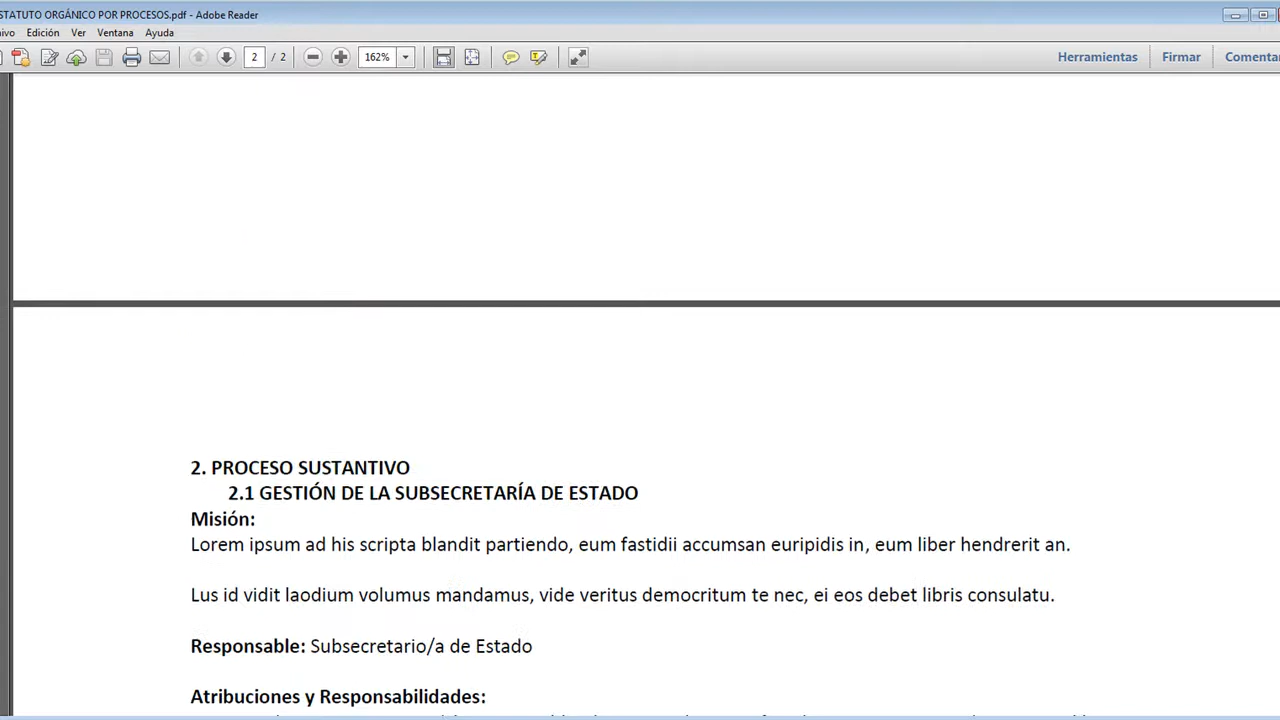 STATUTO ORGÁNICO POR PROCESOS.pdf - Adobe Reader
ivo Edición Ver Ventana Ayuda
2 / 2 162% Herramientas Firmar Comentar
2. PROCESO SUSTANTIVO
2.1 GESTIÓN DE LA SUBSECRETARÍA DE ESTADO
Misión:
Lorem ipsum ad his scripta blandit partiendo, eum fastidii accumsan euripidis in, eum liber hendrerit an.
Lus id vidit laodium volumus mandamus, vide veritus democritum te nec, ei eos debet libris consulatu.
Responsable: Subsecretario/a de Estado
Atribuciones y Responsabilidades: